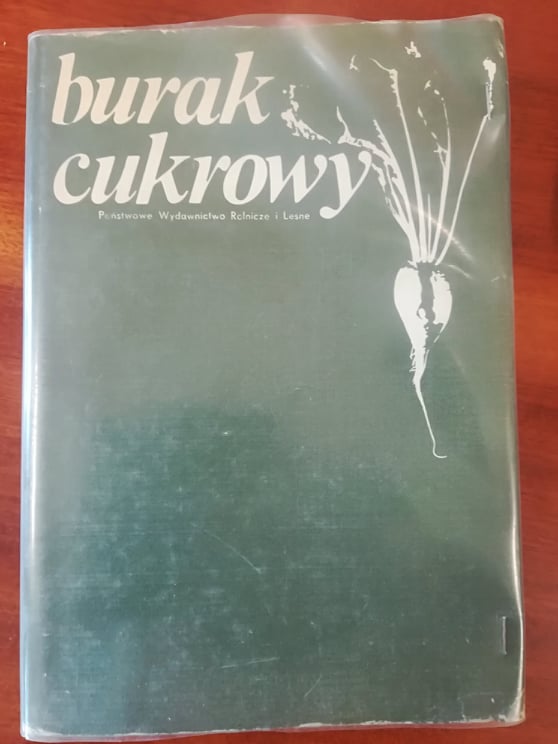 burak
cukrowy
Państwowe Wydawnictwo Rolnicze i Leśne